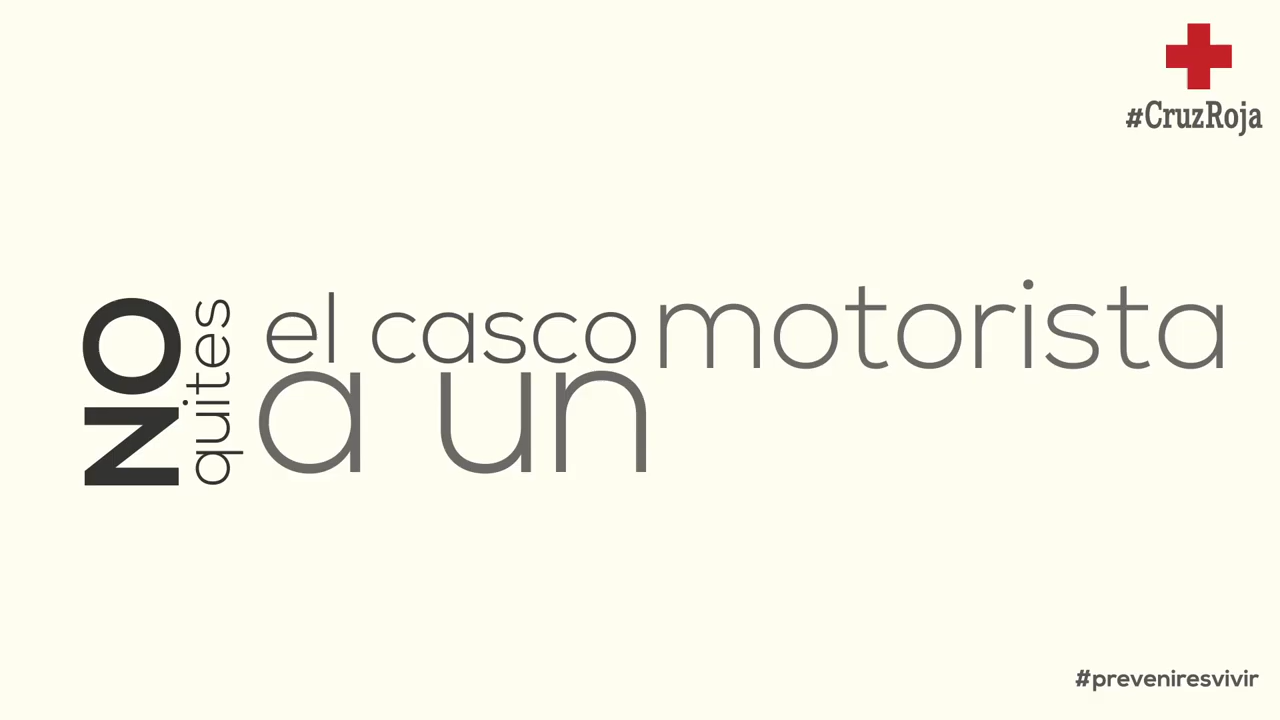 #CruzRoja
NO
quites
el casco
a un
motorista
#preveniresvivir